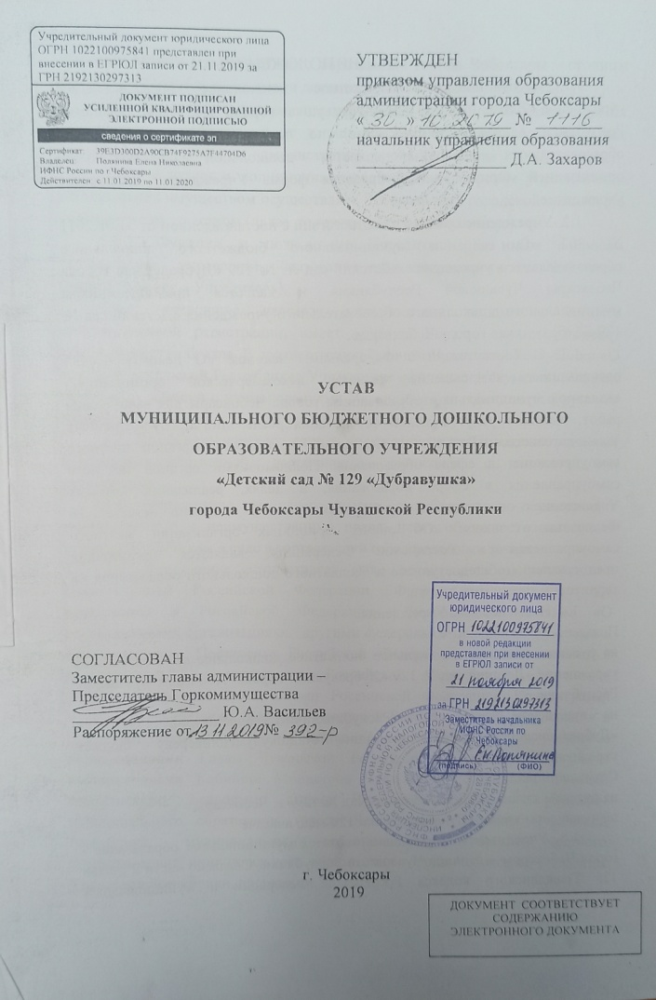 Учредительный документ юридического лица
ОГРН 1022100975841 представлен при
внесении в ЕГРЮЛ записи от 21.11.2019 за
ГРН 2192130297313
ДОКУМЕНТ ПОДПИСАН
УСИЛЕННОЙ КВАЛИФИЦИРОВАННОЙ
ЭЛЕКТРОННОЙ ПОДПИСЬЮ
сведения о сертификате эп
Сертификат:
Владелец: Полянина Елена Николаевна
ИФНС России по г.Чебоксары
Действителен: с 11.01.2019 по 11.01.2020
УТВЕРЖДЕН
приказом управления образования
администрации города Чебоксары
« 30 » 10. 2019 № 1116
начальник управления образования
Д.А. Захаров
УСТАВ
МУНИЦИПАЛЬНОГО БЮДЖЕТНОГО ДОШКОЛЬНОГО
ОБРАЗОВАТЕЛЬНОГО УЧРЕЖДЕНИЯ
«Детский сад № 129 «Дубравушка»
города Чебоксары Чувашской Республики
СОГЛАСОВАН
Заместитель главы администрации –
Председатель Горкомимущества
Ю.А. Васильев
Распоряжение от 13.11.2019 № 392-р
Учредительный документ
юридического лица
ОГРН 1022100975841
в новой редакции
представлен при внесении
в ЕГРЮЛ записи от
21 ноября 2019
за ГРН 2192130297313
Заместитель начальника
ИФНС России по
г. Чебоксары
Е.Н. Полянина
(подпись) (ФИО)
г. Чебоксары
2019
ДОКУМЕНТ СООТВЕТСТВУЕТ
СОДЕРЖАНИЮ
ЭЛЕКТРОННОГО ДОКУМЕНТА